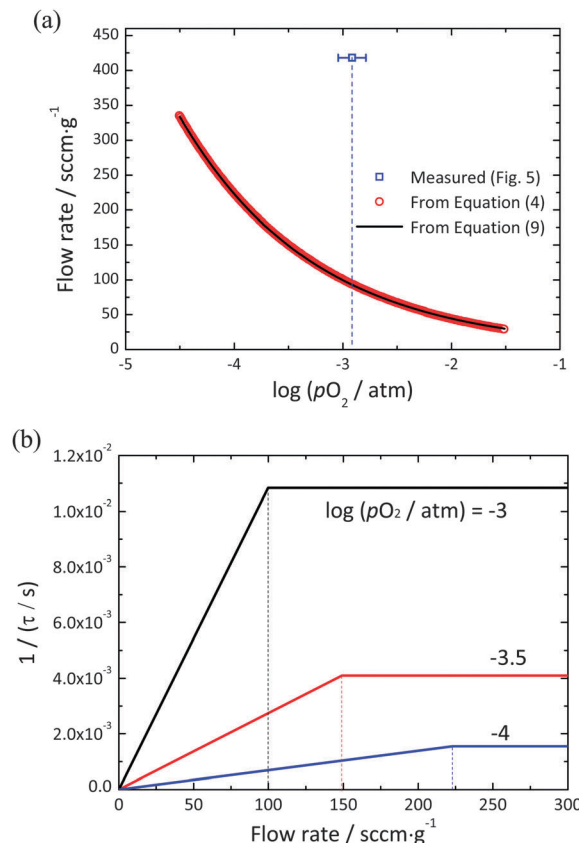 (a)
450
400
350
300
250
200
150
100
50
0
Flow rate / sccm·g⁻¹
Measured (Fig. 5)
From Equation (4)
From Equation (9)
-5 -4 -3 -2 -1
log (pO₂ / atm)
(b)
1.2x10⁻²
1.0x10⁻²
8.0x10⁻³
6.0x10⁻³
4.0x10⁻³
2.0x10⁻³
0.0
1 / (τ / s)
log (pO₂ / atm) = -3
-3.5
-4
0 50 100 150 200 250 300
Flow rate / sccm·g⁻¹